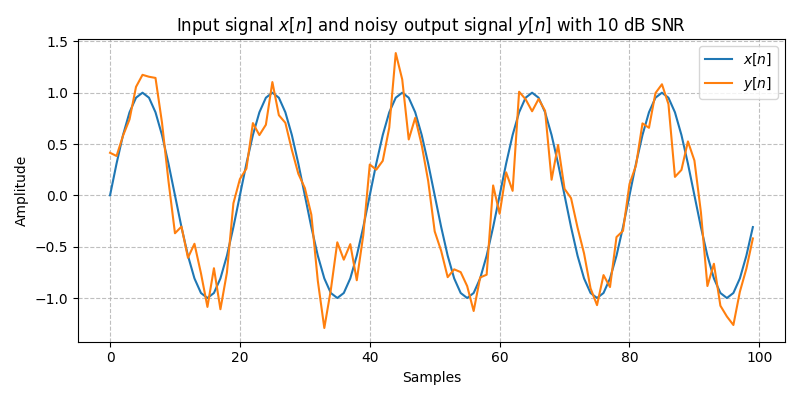 Input signal x[n] and noisy output signal y[n] with 10 dB SNR
x[n]
y[n]
Amplitude
1.5
1.0
0.5
0.0
−0.5
−1.0
0 20 40 60 80 100
Samples